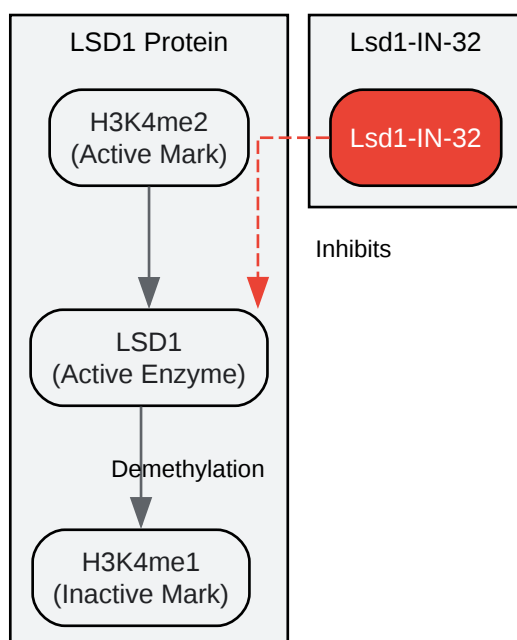 LSD1 Protein
Lsd1-IN-32
H3K4me2
(Active Mark)
Lsd1-IN-32
Inhibits
LSD1
(Active Enzyme)
Demethylation
H3K4me1
(Inactive Mark)